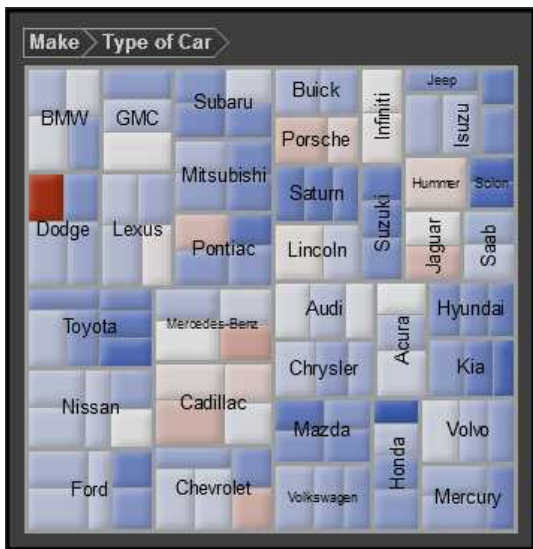 Make Type of Car
BMW
GMC
Subaru
Buick
Infiniti
Jeep
Isuzu
Porsche
Mitsubishi
Saturn
Suzuki
Hummer
Scion
Dodge
Lexus
Pontiac
Lincoln
Jaguar
Saab
Toyota
Mercedes-Benz
Audi
Acura
Hyundai
Chrysler
Kia
Nissan
Cadillac
Mazda
Honda
Volvo
Ford
Chevrolet
Volkswagen
Mercury